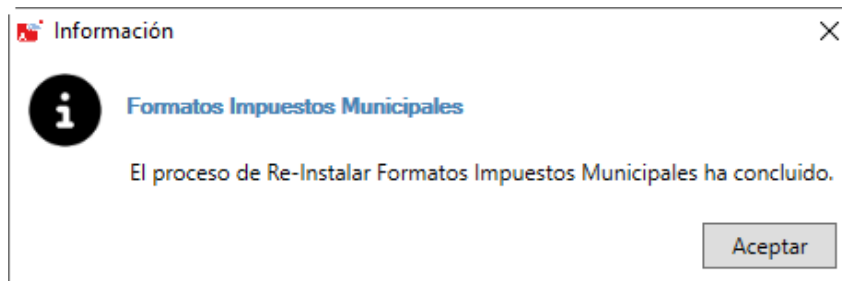 Información
Formatos Impuestos Municipales
El proceso de Re-Instalar Formatos Impuestos Municipales ha concluido.
Aceptar